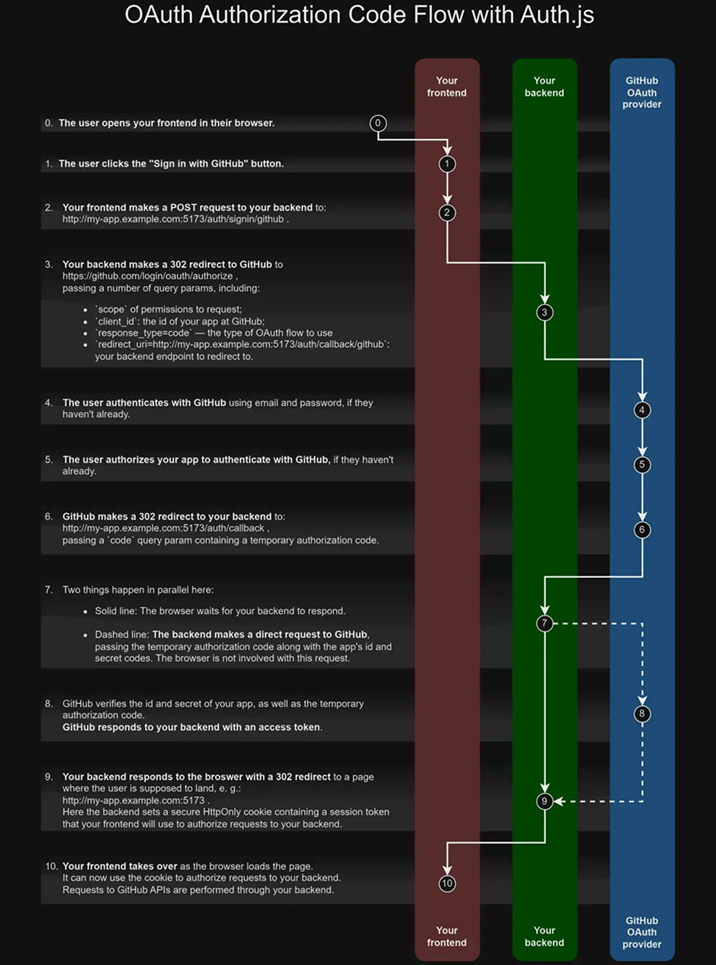 OAuth Authorization Code Flow with Auth.js
Your
frontend
Your
backend
GitHub
OAuth
provider
0. The user opens your frontend in their browser.
0
1. The user clicks the "Sign in with GitHub" button.
1
2. Your frontend makes a POST request to your backend to:
http://my-app.example.com:5173/auth/signin/github .
2
3. Your backend makes a 302 redirect to GitHub to
https://github.com/login/oauth/authorize ,
passing a number of query params, including:
• `scope` of permissions to request;
• `client_id`: the id of your app at GitHub;
• `response_type=code` — the type of OAuth flow to use
• `redirect_uri=http://my-app.example.com:5173/auth/callback/github`:
your backend endpoint to redirect to.
3
4. The user authenticates with GitHub using email and password, if they
haven't already.
4
5. The user authorizes your app to authenticate with GitHub, if they haven't
already.
5
6. GitHub makes a 302 redirect to your backend to:
http://my-app.example.com:5173/auth/callback ,
passing a `code` query param containing a temporary authorization code.
6
7. Two things happen in parallel here:
• Solid line: The browser waits for your backend to respond.
• Dashed line: The backend makes a direct request to GitHub,
passing the temporary authorization code along with the app's id and
secret codes. The browser is not involved with this request.
7
8. GitHub verifies the id and secret of your app, as well as the temporary
authorization code.
GitHub responds to your backend with an access token.
8
9. Your backend responds to the broswer with a 302 redirect to a page
where the user is supposed to land, e. g.:
http://my-app.example.com:5173 .
Here the backend sets a secure HttpOnly cookie containing a session token
that your frontend will use to authorize requests to your backend.
9
10. Your frontend takes over as the browser loads the page.
It can now use the cookie to authorize requests to your backend.
Requests to GitHub APIs are performed through your backend.
10
Your
frontend
Your
backend
GitHub
OAuth
provider